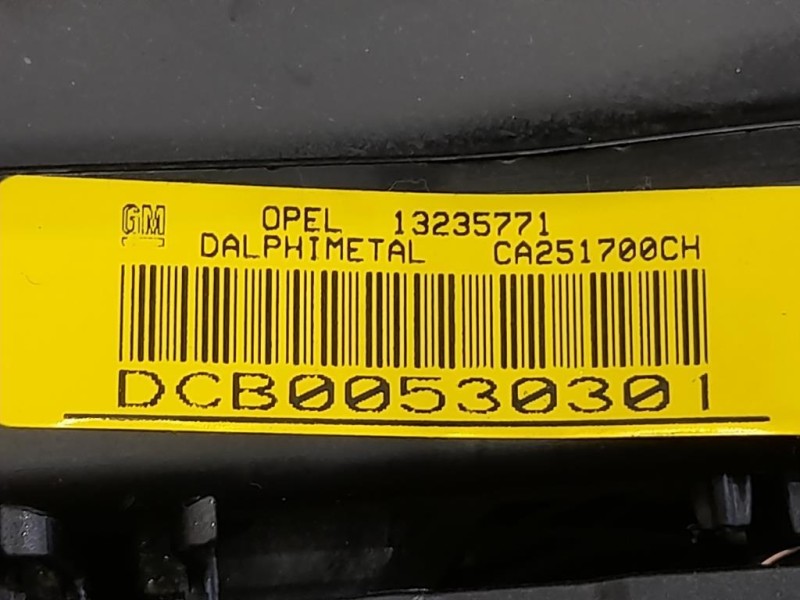 GM OPEL 13235771
DALPHIMETAL CA251700CH
DCB00530301